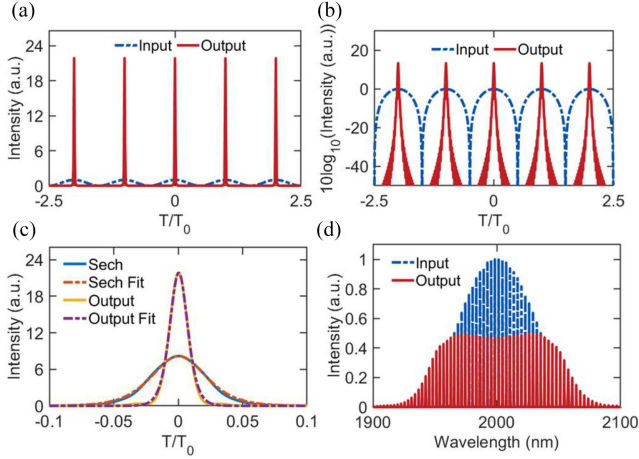 (a)
Input Output
Intensity (a.u.)
24
18
12
6
0
-2.5 0 2.5
T/T0
(b)
Input Output
10log10(Intensity (a.u.))
20
0
-20
-40
-2.5 0 2.5
T/T0
(c)
Sech
Sech Fit
Output
Output Fit
Intensity (a.u.)
24
18
12
6
0
-0.1 -0.05 0 0.05 0.1
T/T0
(d)
Input
Output
Intensity (a.u.)
1
0.8
0.6
0.4
0.2
0
1900 2000 2100
Wavelength (nm)